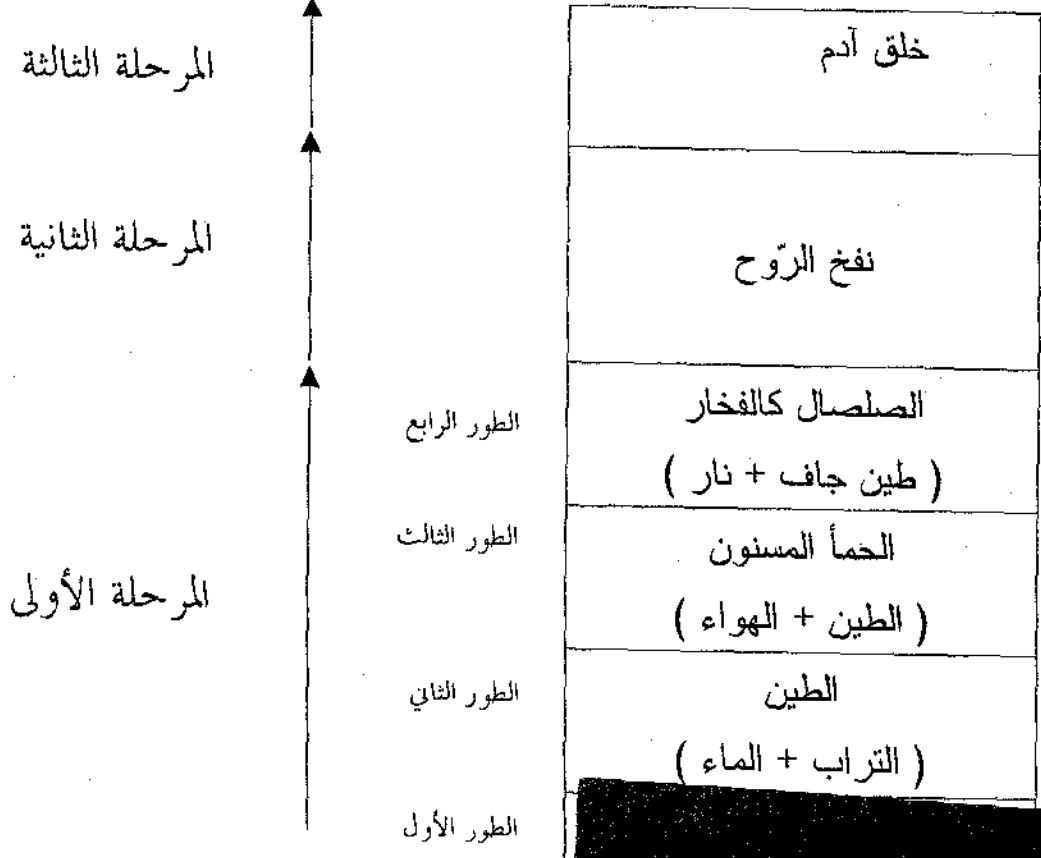 خلق آدم
المرحلة الثالثة
نفخ الرّوح
المرحلة الثانية
الصلصال كالفخار
الطور الرابع
( طين جاف + نار )
الحمأ المسنون
الطور الثالث
( الطين + الهواء )
المرحلة الأولى
الطين
الطور الثاني
( التراب + الماء )
الطور الأول